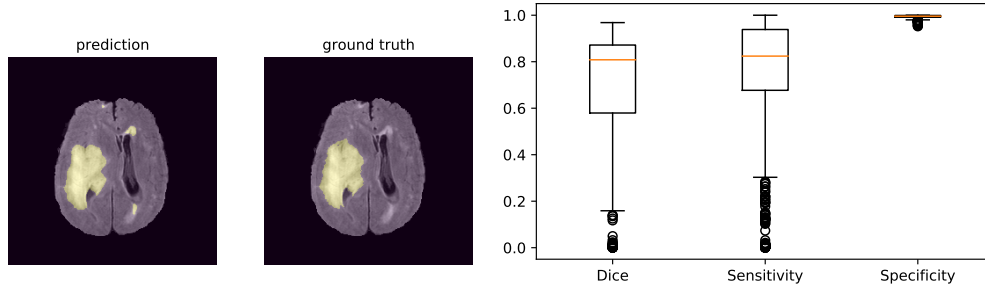 prediction
ground truth
1.0
0.8
0.6
0.4
0.2
0.0
Dice
Sensitivity
Specificity